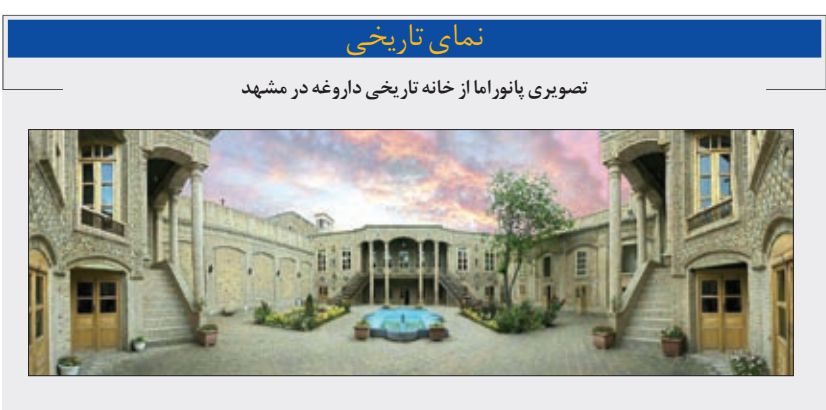 نمای تاریخی
تصویری پانوراما از خانه تاریخی داروغه در مشهد